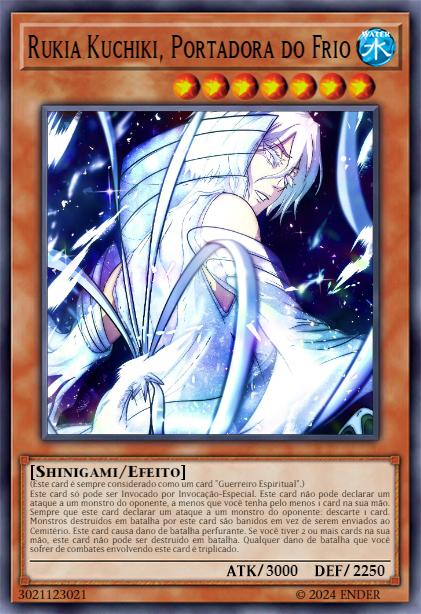 Rukia Kuchiki, Portadora do Frio
WATER
水
[Shinigami/Efeito]
(Este card é sempre considerado como um card "Guerreiro Espiritual".)
Este card só pode ser Invocado por Invocação-Especial. Este card não pode declarar um
ataque a um monstro do oponente, a menos que você tenha pelo menos 1 card na sua mão.
Sempre que este card declarar um ataque a um monstro do oponente: descarte 1 card.
Monstros destruídos em batalha por este card são banidos em vez de serem enviados ao
Cemitério. Este card causa dano de batalha perfurante. Se você tiver 2 ou mais cards na sua
mão, este card não pode ser destruído em batalha. Qualquer dano de batalha que você
sofrer de combates envolvendo este card é triplicado.
ATK/3000 DEF/2250
3021123021
© 2024 ENDER